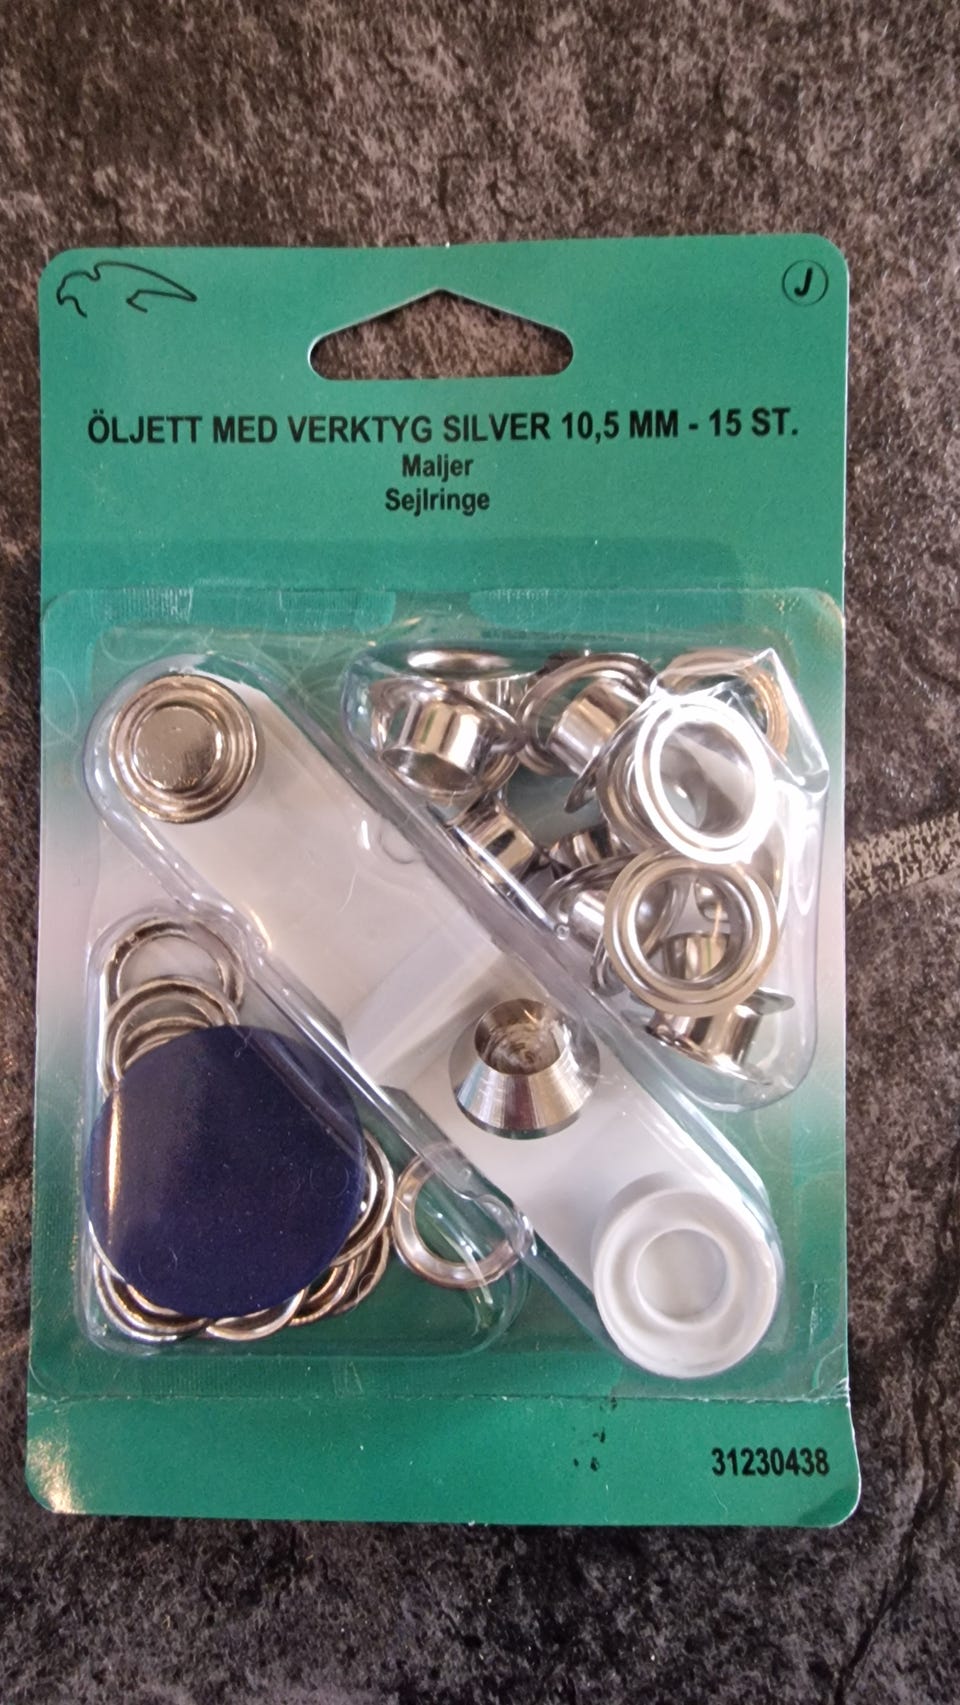 J
ÖLJETT MED VERKTYG SILVER 10,5 MM - 15 ST.
Maljer
Sejlringe
31230438